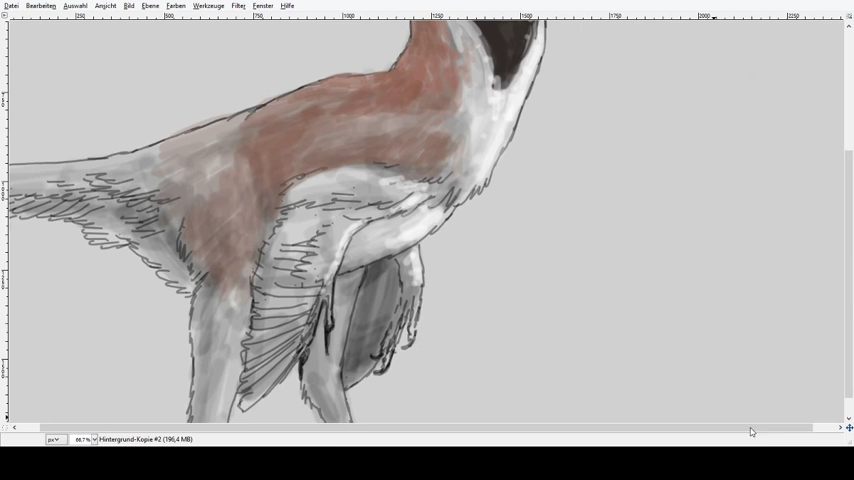 Datei Bearbeiten Auswahl Ansicht Bild Ebene Farben Werkzeuge Filter Fenster Hilfe
250 500 750 1000 1250 1500 1750 2000 2250
px 66,7 % Hintergrund-Kopie #2 (196,4 MB)